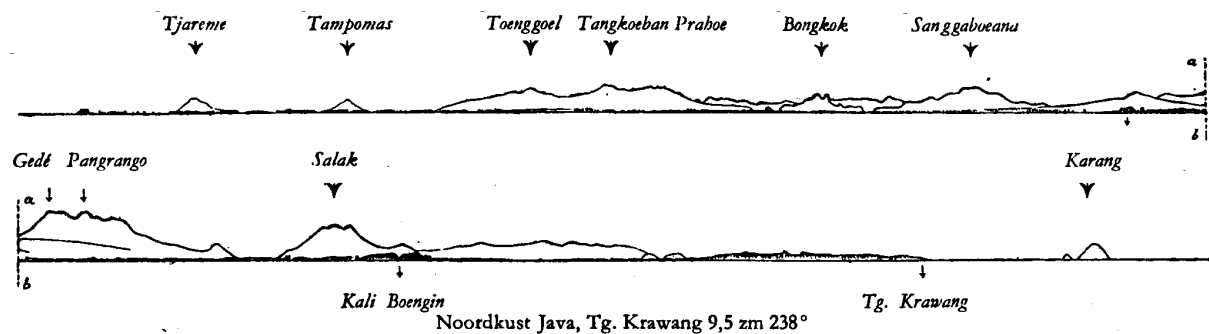 Tjareme Tampomas Toenggoel Tangkoeban Prahoe Bongkok Sanggaboeana
a
b
Gedé Pangrango Salak Karang
a
b
Kali Boengin Tg. Krawang
Noordkust Java, Tg. Krawang 9,5 zm 238°